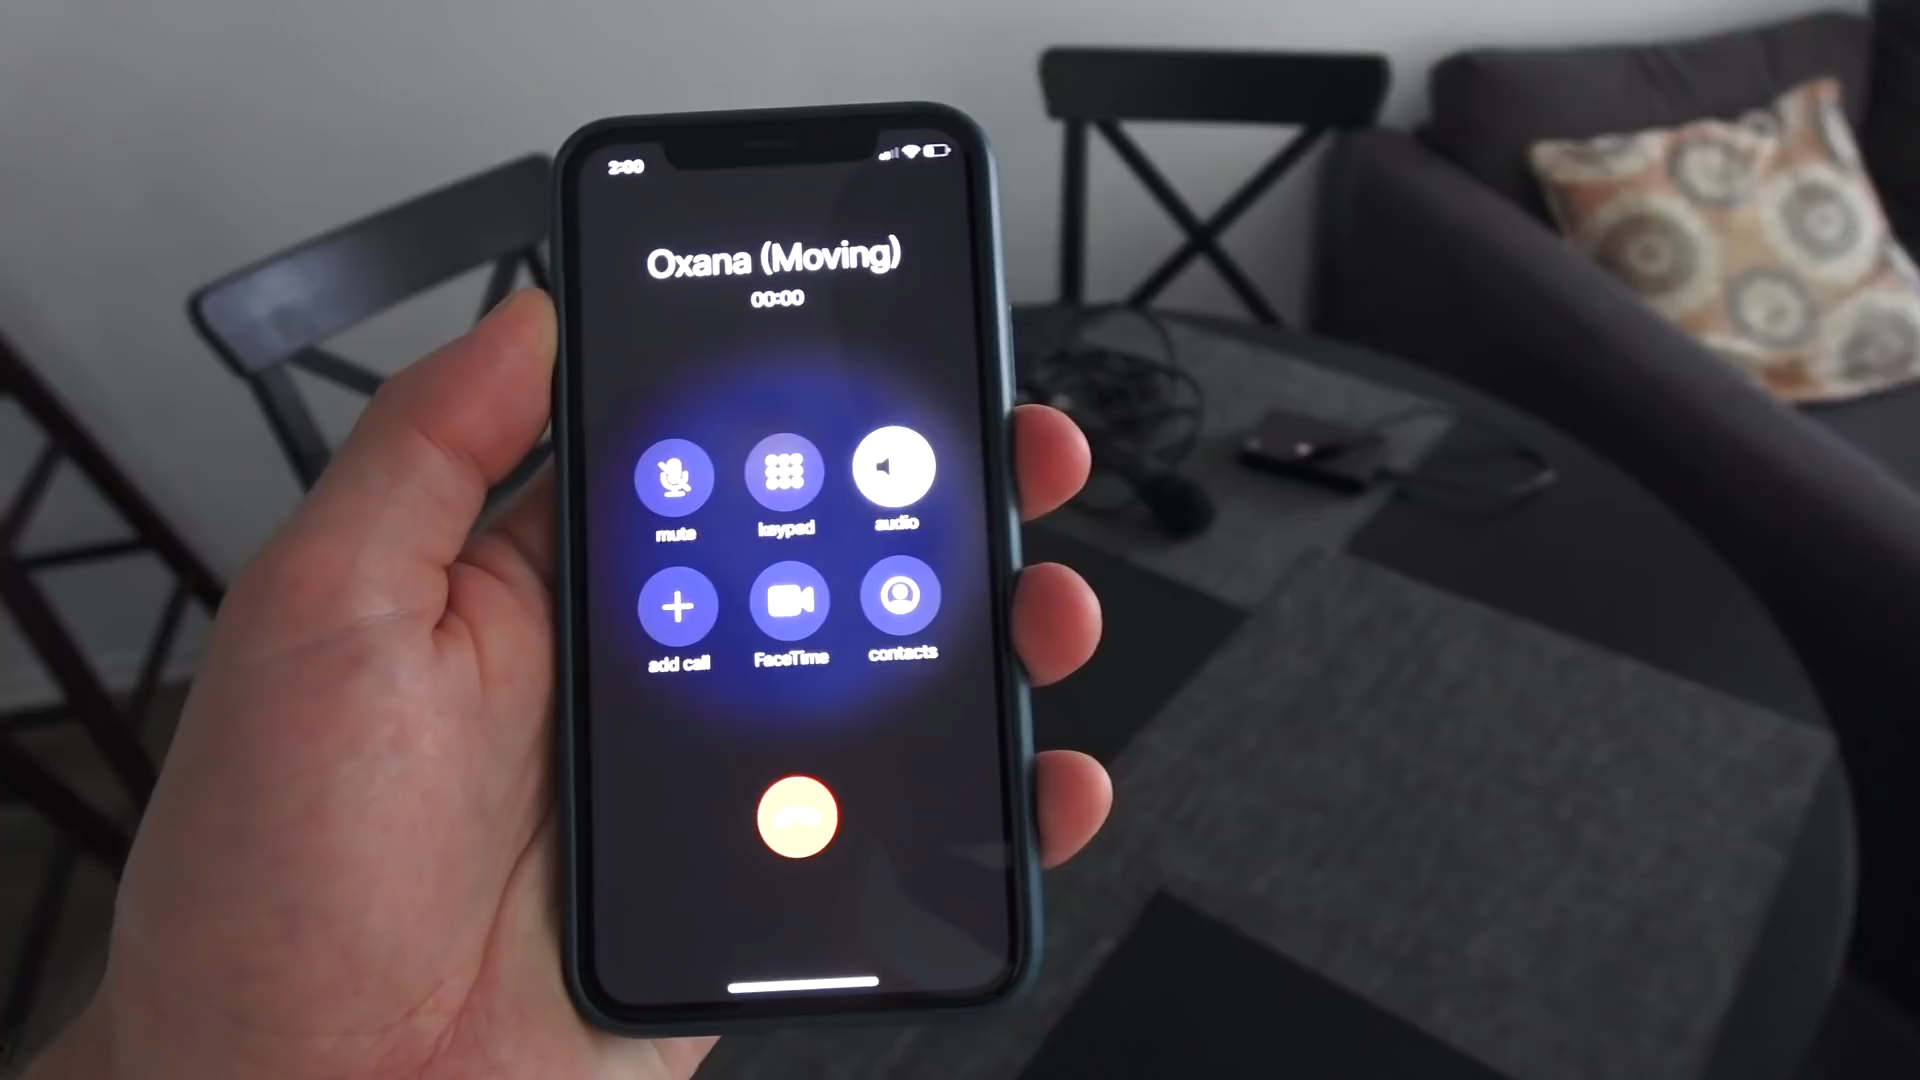 2:00
Oxana (Moving)
00:00
mute
keypad
audio
add call
FaceTime
contacts